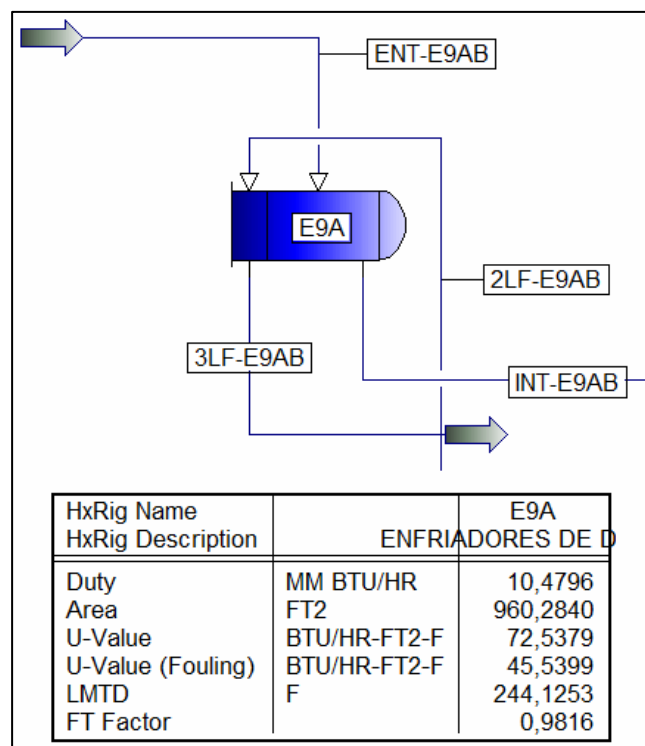 ENT-E9AB
E9A
2LF-E9AB
3LF-E9AB
INT-E9AB
HxRig Name E9A
HxRig Description ENFRIADORES DE D
Duty MM BTU/HR 10,4796
Area FT2 960,2840
U-Value BTU/HR-FT2-F 72,5379
U-Value (Fouling) BTU/HR-FT2-F 45,5399
LMTD F 244,1253
FT Factor 0,9816